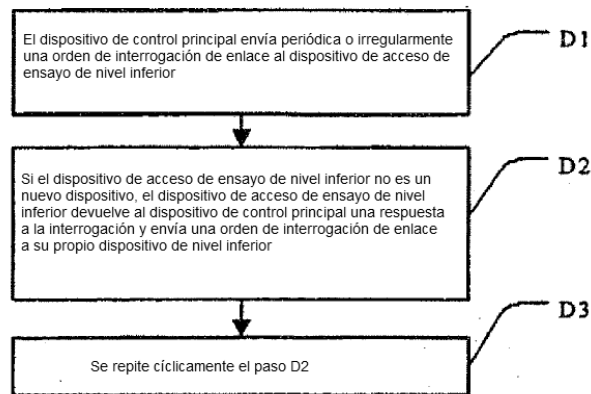 El dispositivo de control principal envía periódica o irregularmente
una orden de interrogación de enlace al dispositivo de acceso de
ensayo de nivel inferior
D1
Si el dispositivo de acceso de ensayo de nivel inferior no es un
nuevo dispositivo, el dispositivo de acceso de ensayo de nivel
inferior devuelve al dispositivo de control principal una respuesta
a la interrogación y envía una orden de interrogación de enlace
a su propio dispositivo de nivel inferior
D2
Se repite cíclicamente el paso D2
D3